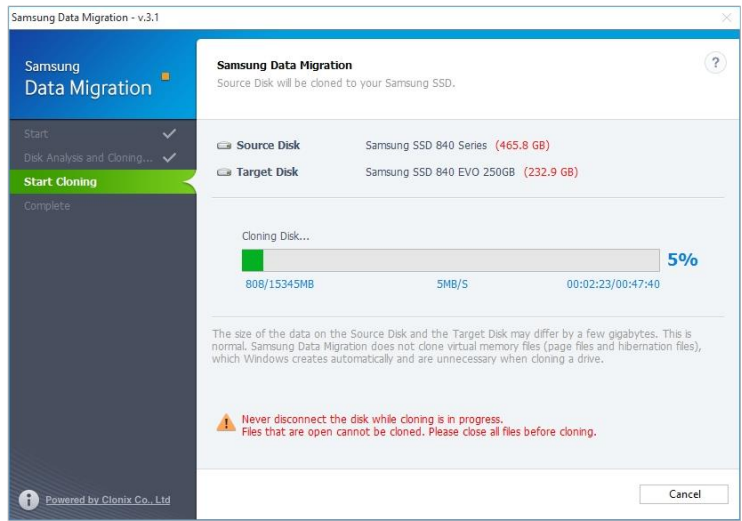 Samsung Data Migration - v.3.1
Samsung
Data Migration
Start
Disk Analysis and Cloning...
Start Cloning
Complete
Powered by Clonix Co., Ltd
Samsung Data Migration
Source Disk will be cloned to your Samsung SSD.
?
Source Disk Samsung SSD 840 Series (465.8 GB)
Target Disk Samsung SSD 840 EVO 250GB (232.9 GB)
Cloning Disk...
5%
808/15345MB 5MB/S 00:02:23/00:47:40
The size of the data on the Source Disk and the Target Disk may differ by a few gigabytes. This is
normal. Samsung Data Migration does not clone virtual memory files (page files and hibernation files),
which Windows creates automatically and are unnecessary when cloning a drive.
Never disconnect the disk while cloning is in progress.
Files that are open cannot be cloned. Please close all files before cloning.
Cancel